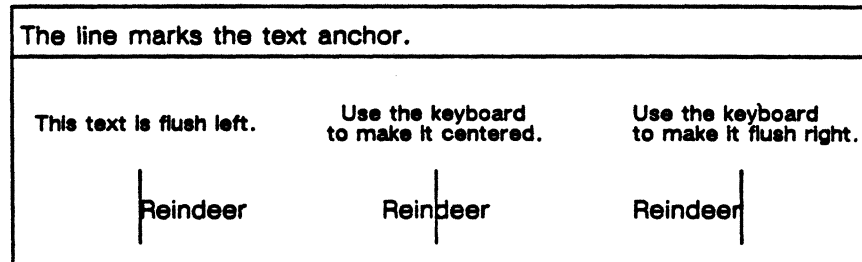 The line marks the text anchor.
This text is flush left.
Use the keyboard
to make it centered.
Use the keyboard
to make it flush right.
Reindeer
Reindeer
Reindeer